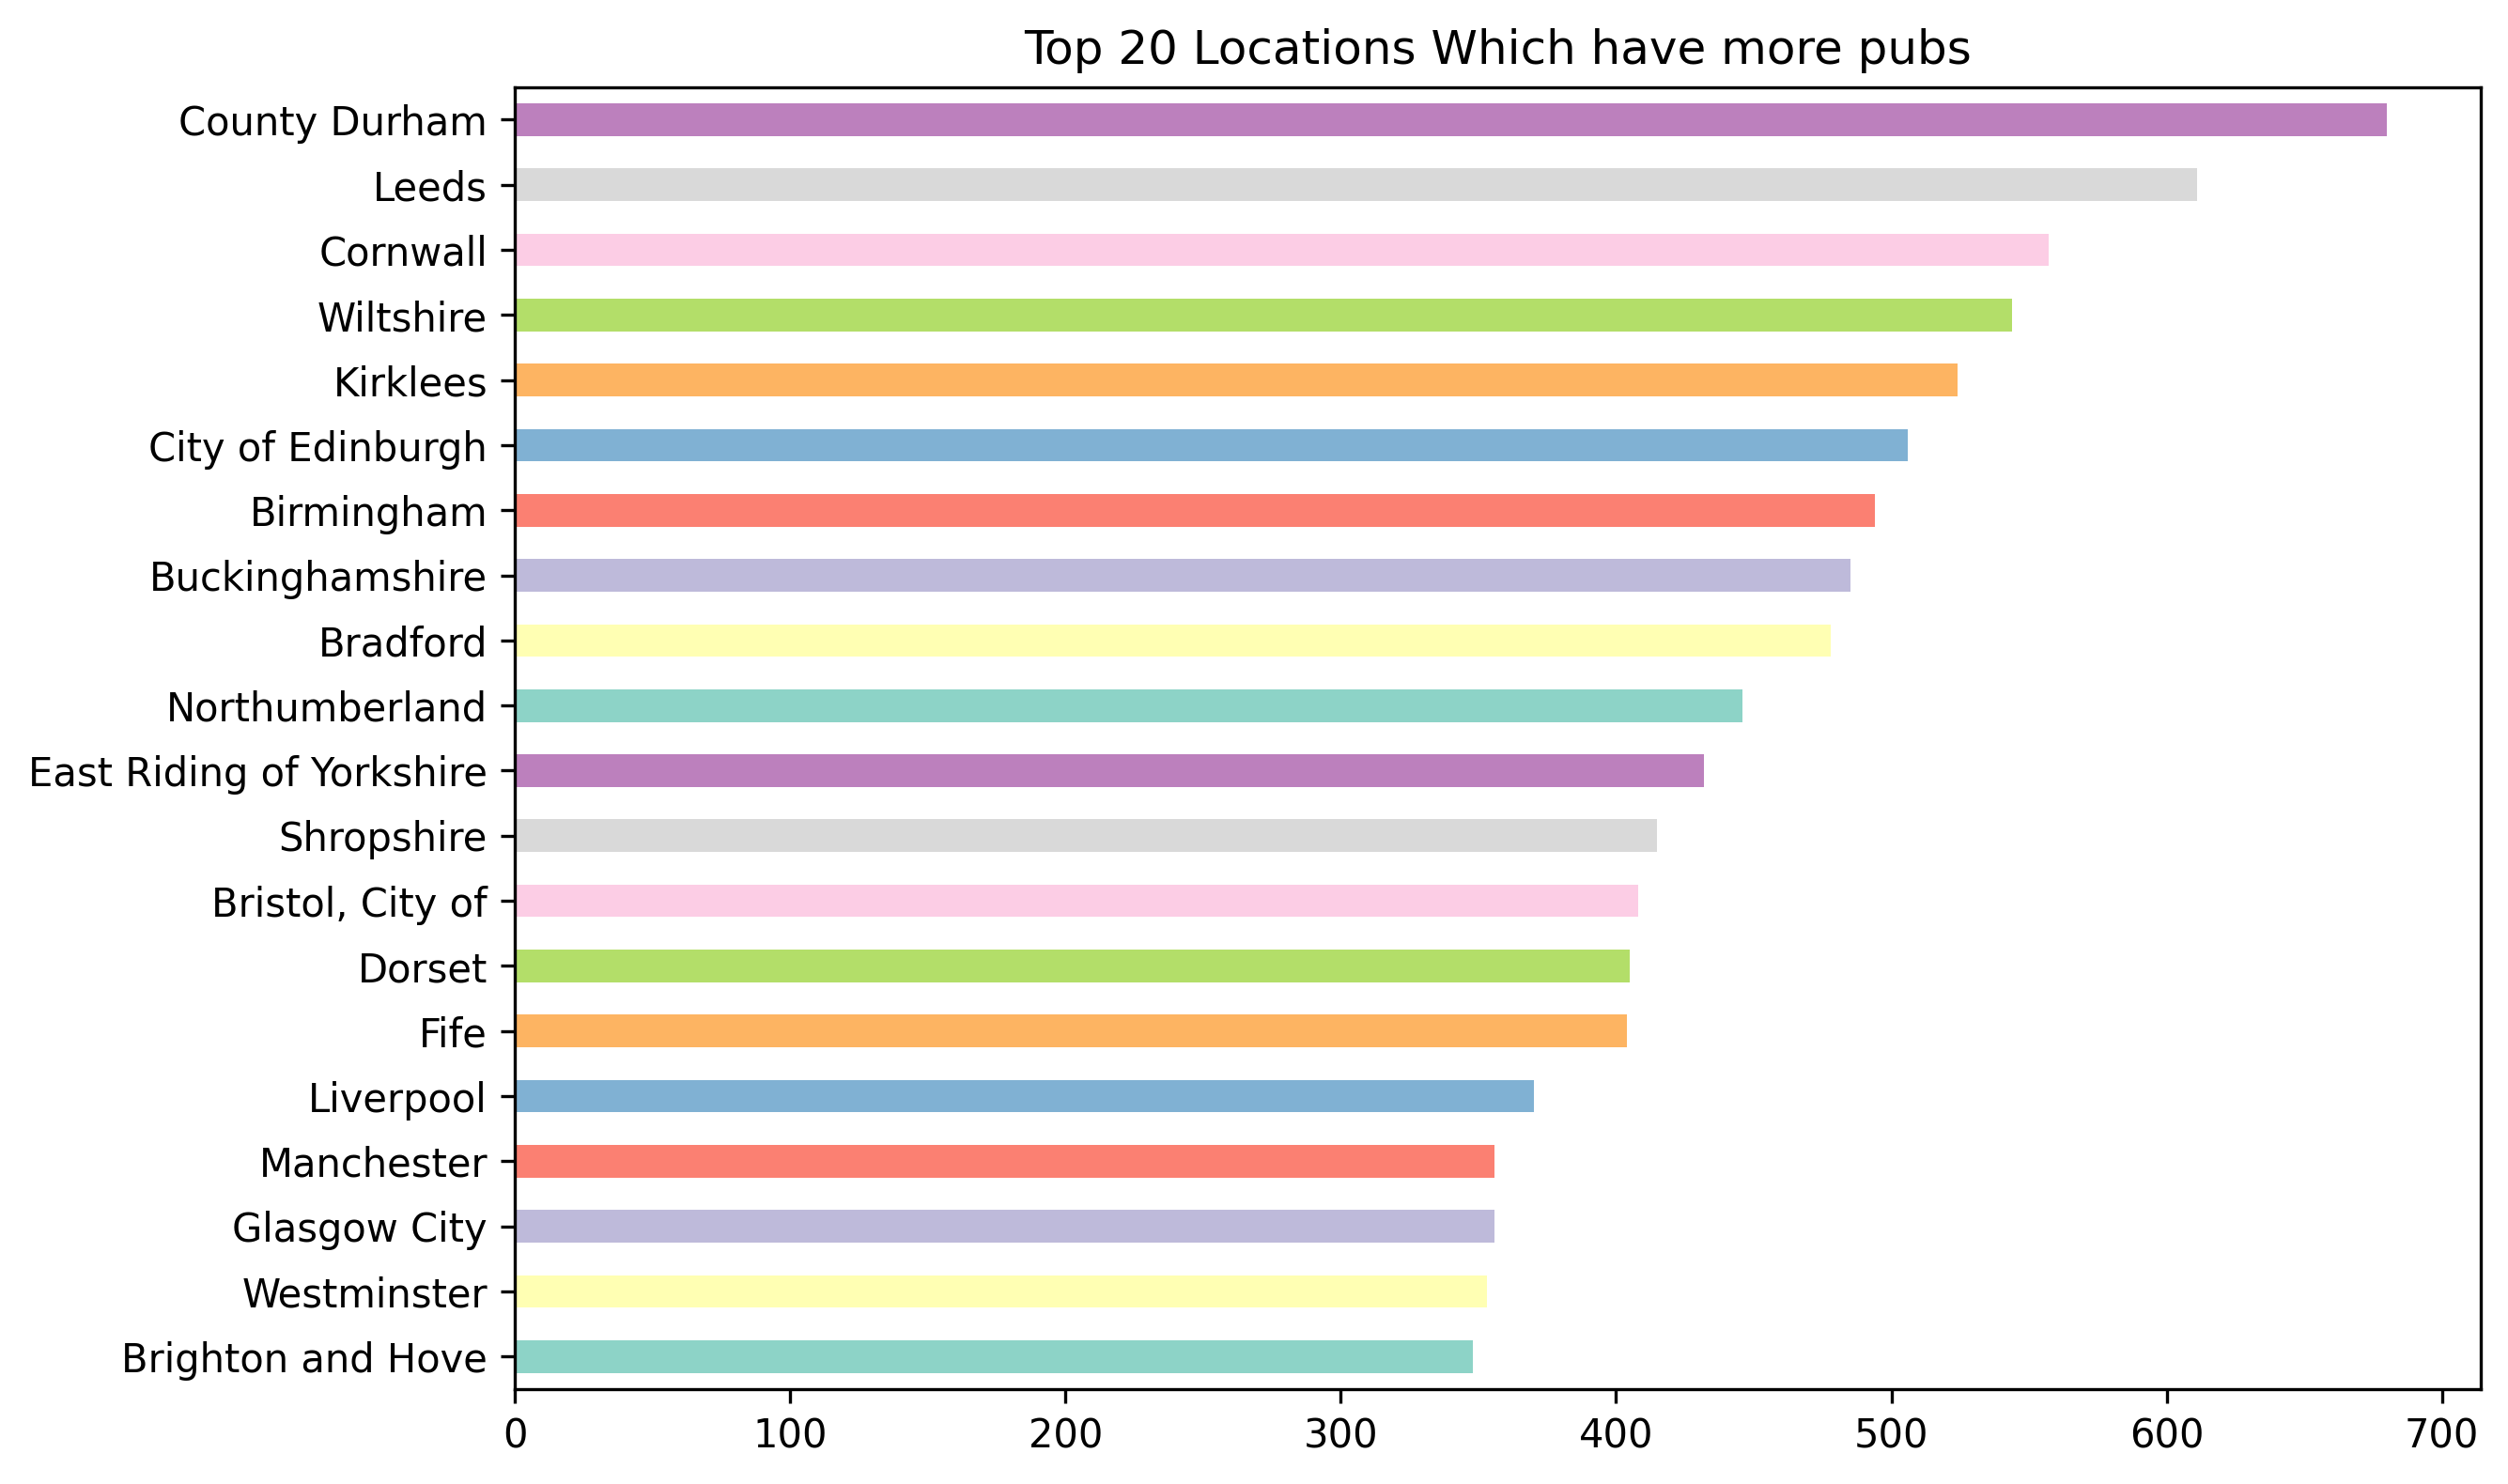 Top 20 Locations Which have more pubs
County Durham
Leeds
Cornwall
Wiltshire
Kirklees
City of Edinburgh
Birmingham
Buckinghamshire
Bradford
Northumberland
East Riding of Yorkshire
Shropshire
Bristol, City of
Dorset
Fife
Liverpool
Manchester
Glasgow City
Westminster
Brighton and Hove
0 100 200 300 400 500 600 700